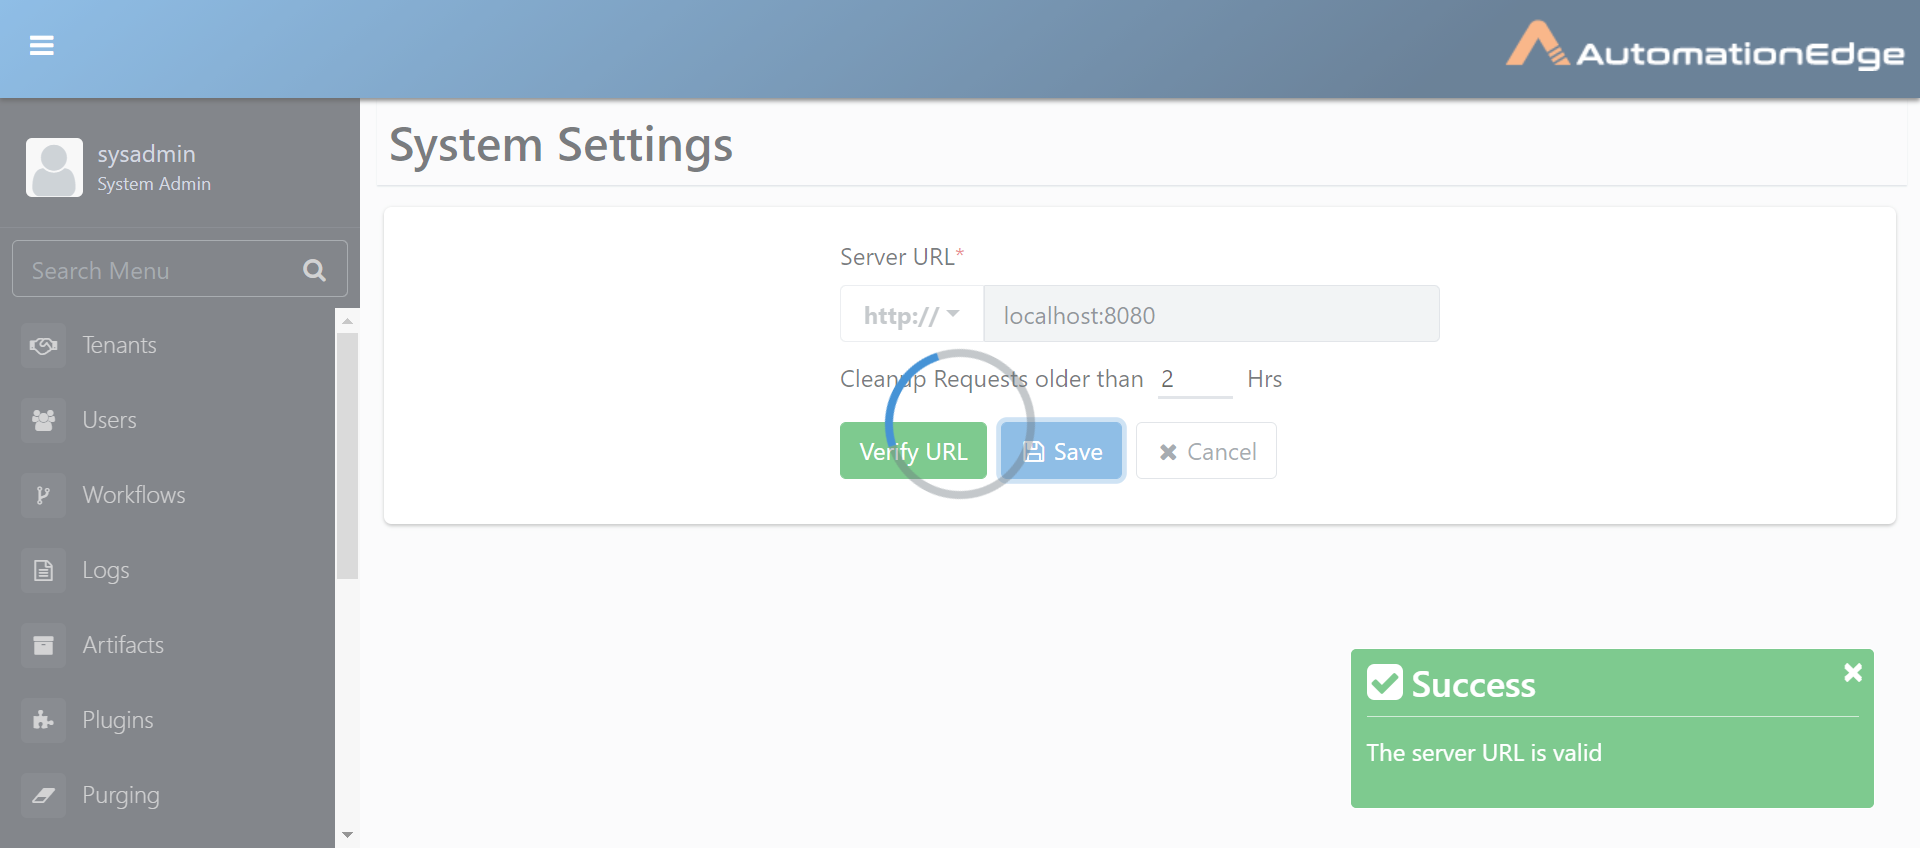 AutomationEdge
sysadmin
System Admin
Search Menu
Tenants
Users
Workflows
Logs
Artifacts
Plugins
Purging
System Settings
Server URL*
http:// localhost:8080
Cleanup Requests older than 2 Hrs
Verify URL Save Cancel
Success
The server URL is valid